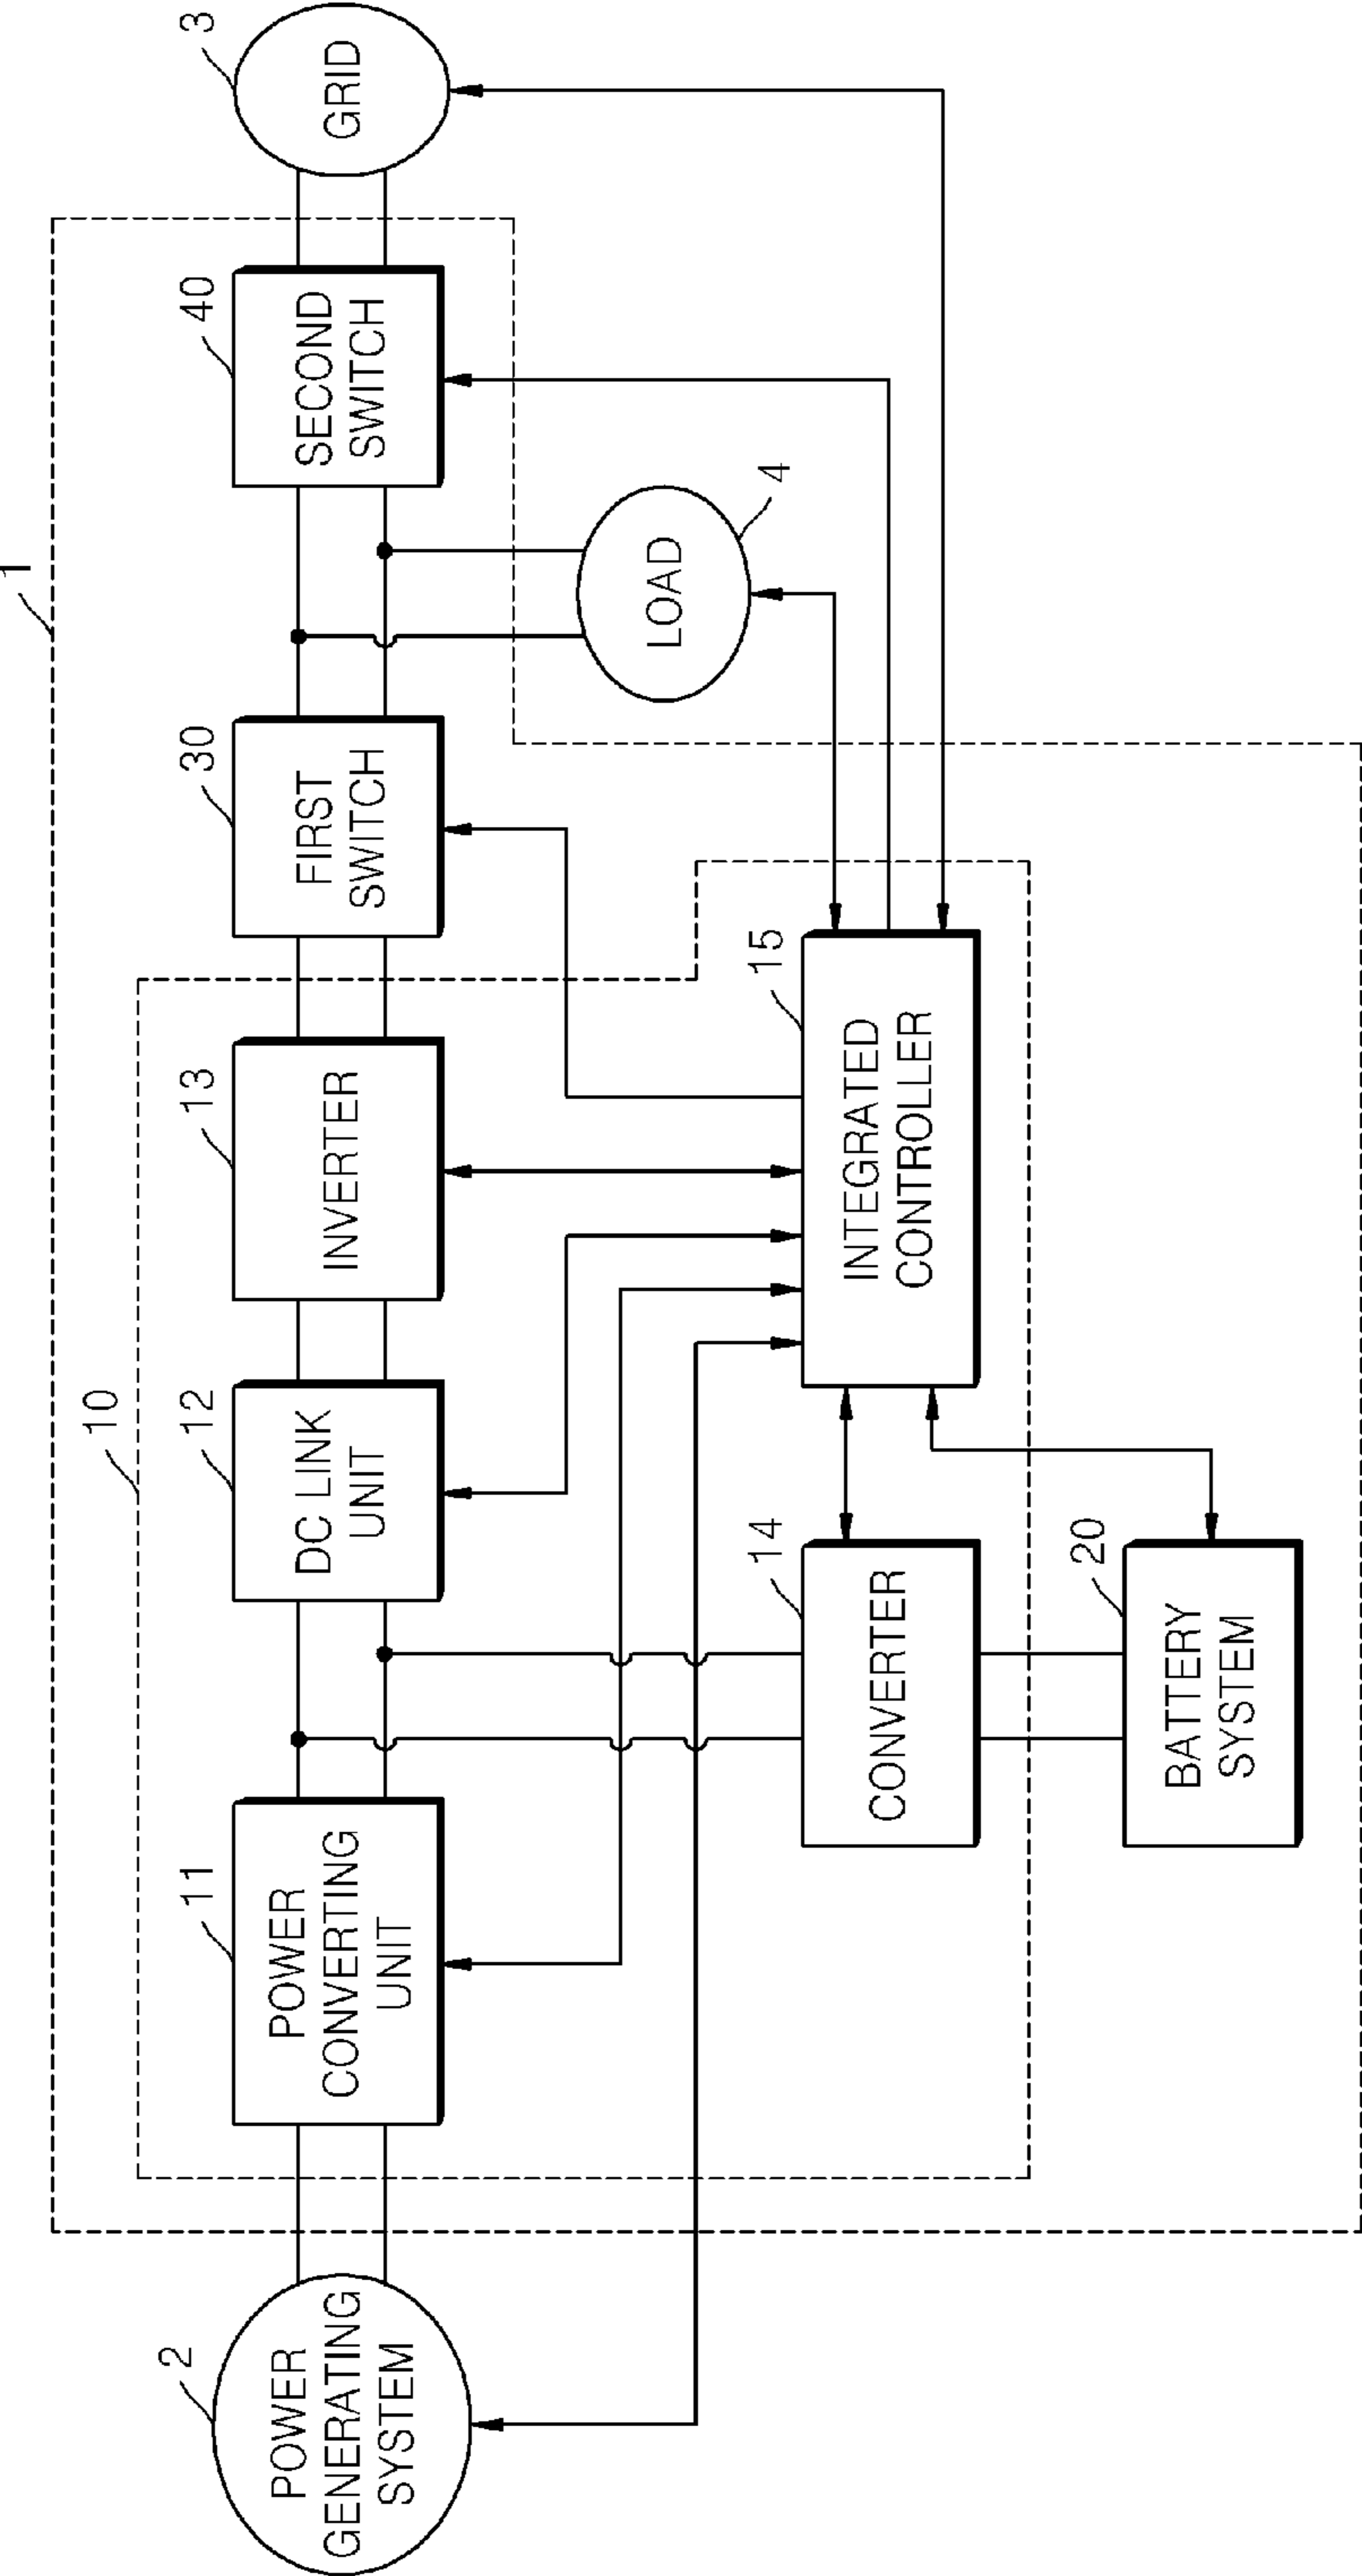 1
10
2
POWER
GENERATING
SYSTEM
11
POWER
CONVERTING
UNIT
12
DC LINK
UNIT
13
INVERTER
30
FIRST
SWITCH
40
SECOND
SWITCH
3
GRID
LOAD
4
14
CONVERTER
15
INTEGRATED
CONTROLLER
20
BATTERY
SYSTEM